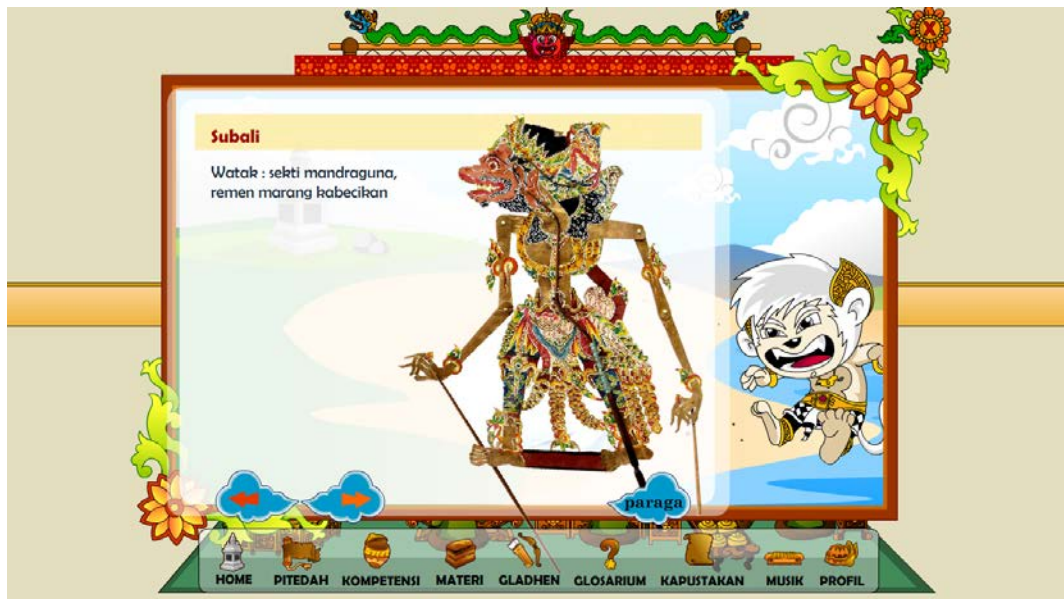 X
Subali
Watak : sekti mandraguna,
remen marang kabecikan
paraga
HOME PITEDAH KOMPETENSI MATERI GLADHEN GLOSARIUM KAPUSTAKAN MUSIK PROFIL